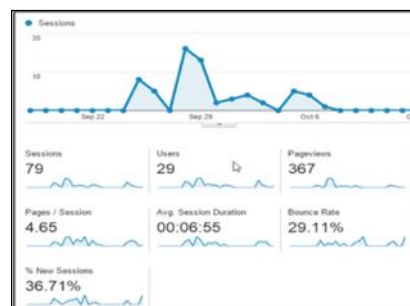 Sessions
20
10
Sep 22 Sep 29 Oct 6
Sessions Users Pageviews
79 29 367
Pages / Session Avg. Session Duration Bounce Rate
4.65 00:06:55 29.11%
% New Sessions
36.71%